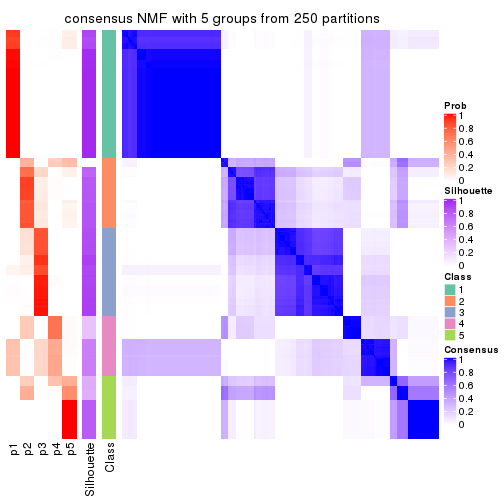 consensus NMF with 5 groups from 250 partitions
Prob
1
0.8
0.6
0.4
0.2
0
Silhouette
1
0.8
0.6
0.4
0.2
0
Class
1
2
3
4
5
Consensus
1
0.8
0.6
0.4
0.2
0
p1
p2
p3
p4
p5
Silhouette
Class